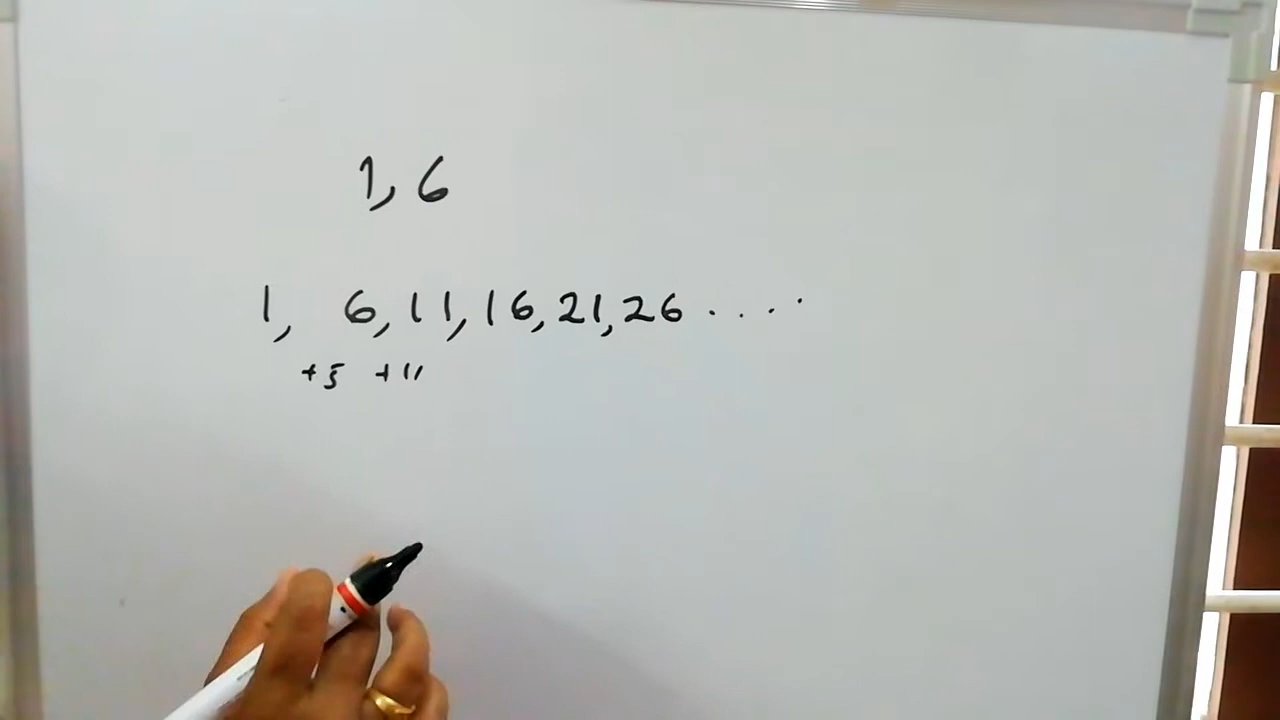 1, 6
1, 6, 11, 16, 21, 26 ....
+5 +11